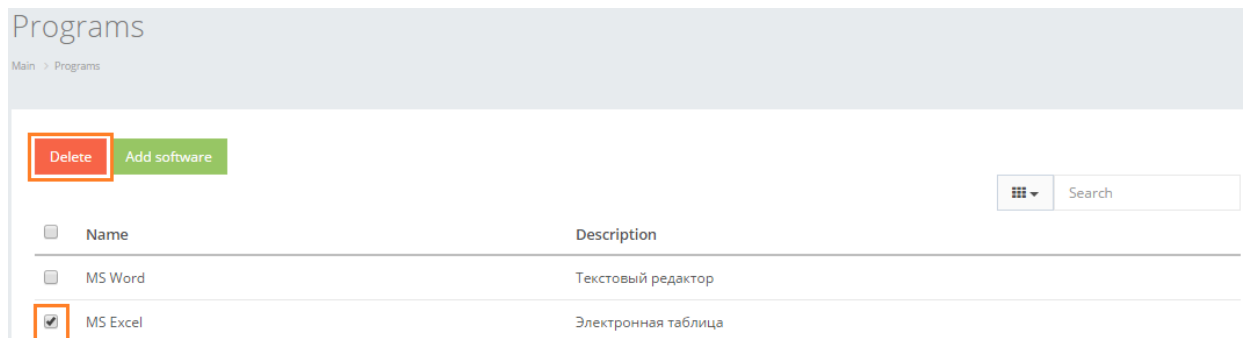 Programs
Main > Programs
Delete Add software
Search
Name Description
MS Word Текстовый редактор
MS Excel Электронная таблица